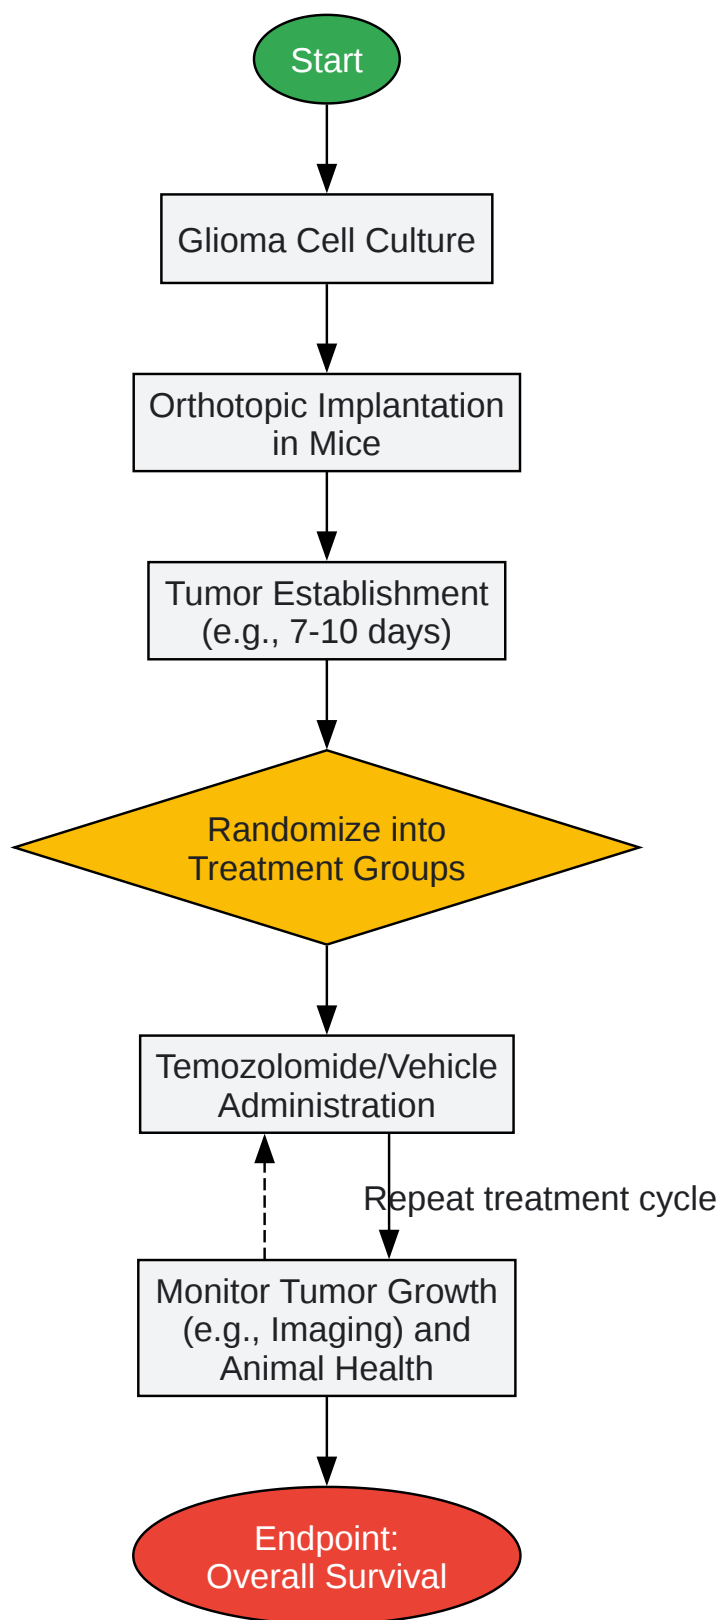 Start
Glioma Cell Culture
Orthotopic Implantation
in Mice
Tumor Establishment
(e.g., 7-10 days)
Randomize into
Treatment Groups
Temozolomide/Vehicle
Administration
Repeat treatment cycle
Monitor Tumor Growth
(e.g., Imaging) and
Animal Health
Endpoint:
Overall Survival